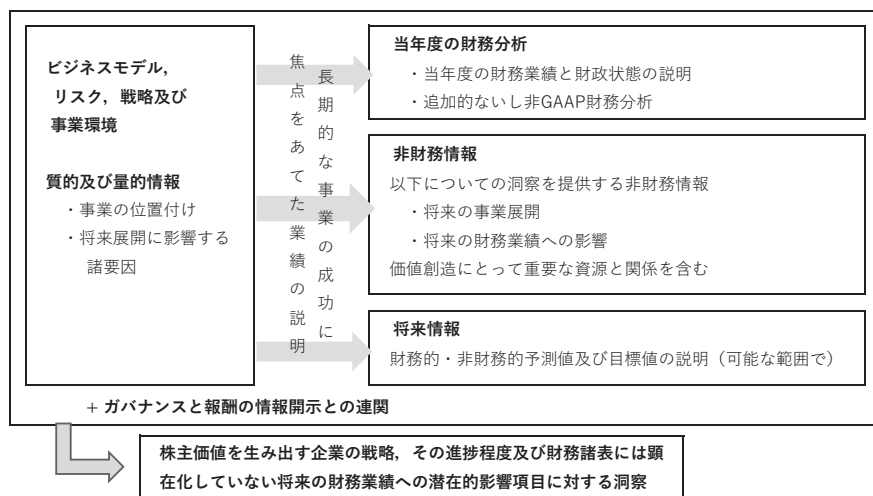 ビジネスモデル,
リスク，戦略及び
事業環境
質的及び量的情報
・事業の位置付け
・将来展開に影響する
諸要因
長期的な事業の成功に
焦点をあてた業績の説明
当年度の財務分析
・当年度の財務業績と財政状態の説明
・追加的ないし非GAAP財務分析
非財務情報
以下についての洞察を提供する非財務情報
・将来の事業展開
・将来の財務業績への影響
価値創造にとって重要な資源と関係を含む
将来情報
財務的・非財務的予測値及び目標値の説明（可能な範囲で）
+ ガバナンスと報酬の情報開示との連関
株主価値を生み出す企業の戦略，その進捗程度及び財務諸表には顕
在化していない将来の財務業績への潜在的影響項目に対する洞察